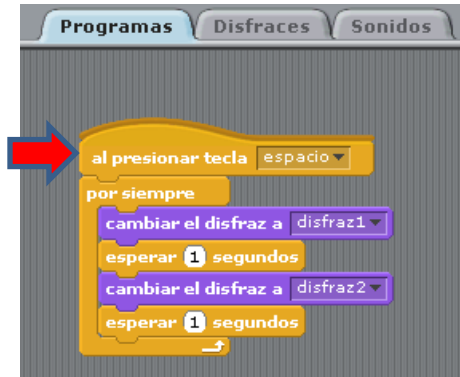 Programas Disfraces Sonidos
al presionar tecla espacio
por siempre
cambiar el disfraz a disfraz1
esperar 1 segundos
cambiar el disfraz a disfraz2
esperar 1 segundos